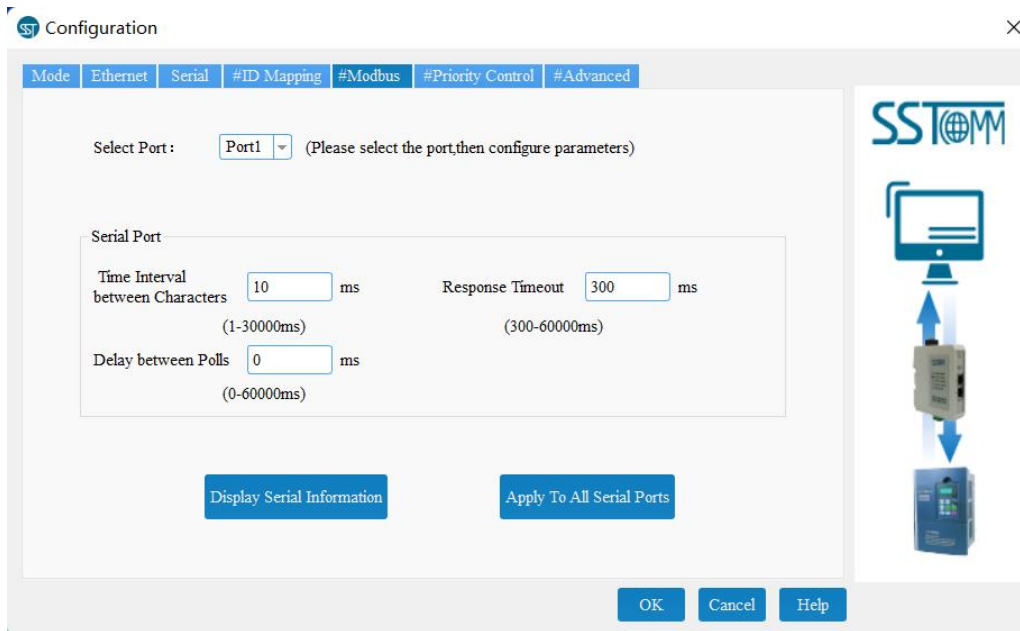 SST Configuration
Mode Ethernet Serial #ID Mapping #Modbus #Priority Control #Advanced
SSTCOMM
Select Port : Port1 (Please select the port,then configure parameters)
Serial Port
Time Interval
between Characters 10 ms Response Timeout 300 ms
(1-30000ms) (300-60000ms)
Delay between Polls 0 ms
(0-60000ms)
Display Serial Information Apply To All Serial Ports
OK Cancel Help